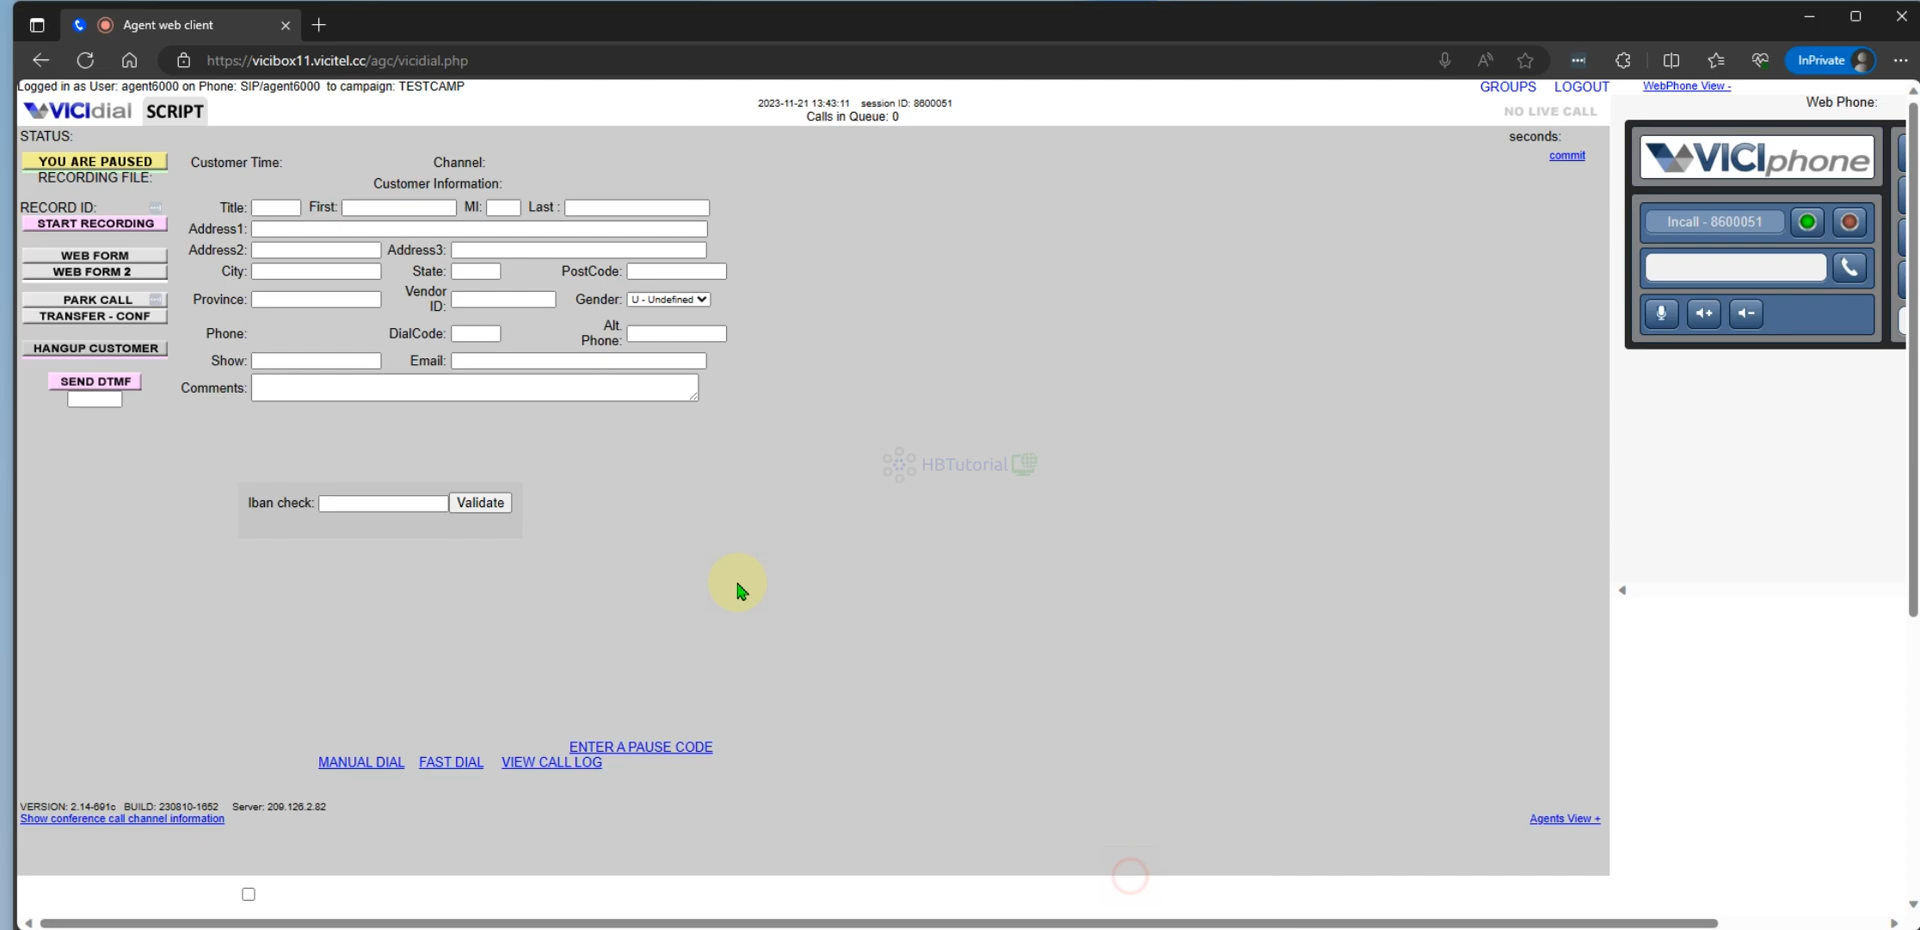 Agent web client
https://vicibox11.vicitel.cc/agc/vicidial.php
InPrivate
Logged in as User: agent6000 on Phone: SIP/agent6000 to campaign: TESTCAMP
GROUPS LOGOUT
WebPhone View -
VICIdial SCRIPT
2023-11-21 13:43:11 session ID: 8600051
Calls in Queue: 0
NO LIVE CALL
Web Phone:
STATUS:
seconds:
YOU ARE PAUSED
Customer Time: Channel:
commit
VICIphone
RECORDING FILE:
Customer Information:
RECORD ID:
Title: First: MI: Last :
START RECORDING
Address1:
Incall - 8600051
Address2: Address3:
WEB FORM
WEB FORM 2
City: State: PostCode:
PARK CALL
Province: Vendor ID: Gender: U - Undefined
TRANSFER - CONF
Phone: DialCode: Alt. Phone:
HANGUP CUSTOMER
Show: Email:
SEND DTMF
Comments:
HBTutorial
Iban check: Validate
ENTER A PAUSE CODE
MANUAL DIAL FAST DIAL VIEW CALL LOG
VERSION: 2.14-691c BUILD: 230810-1652 Server: 209.126.2.82
Show conference call channel information
Agents View +